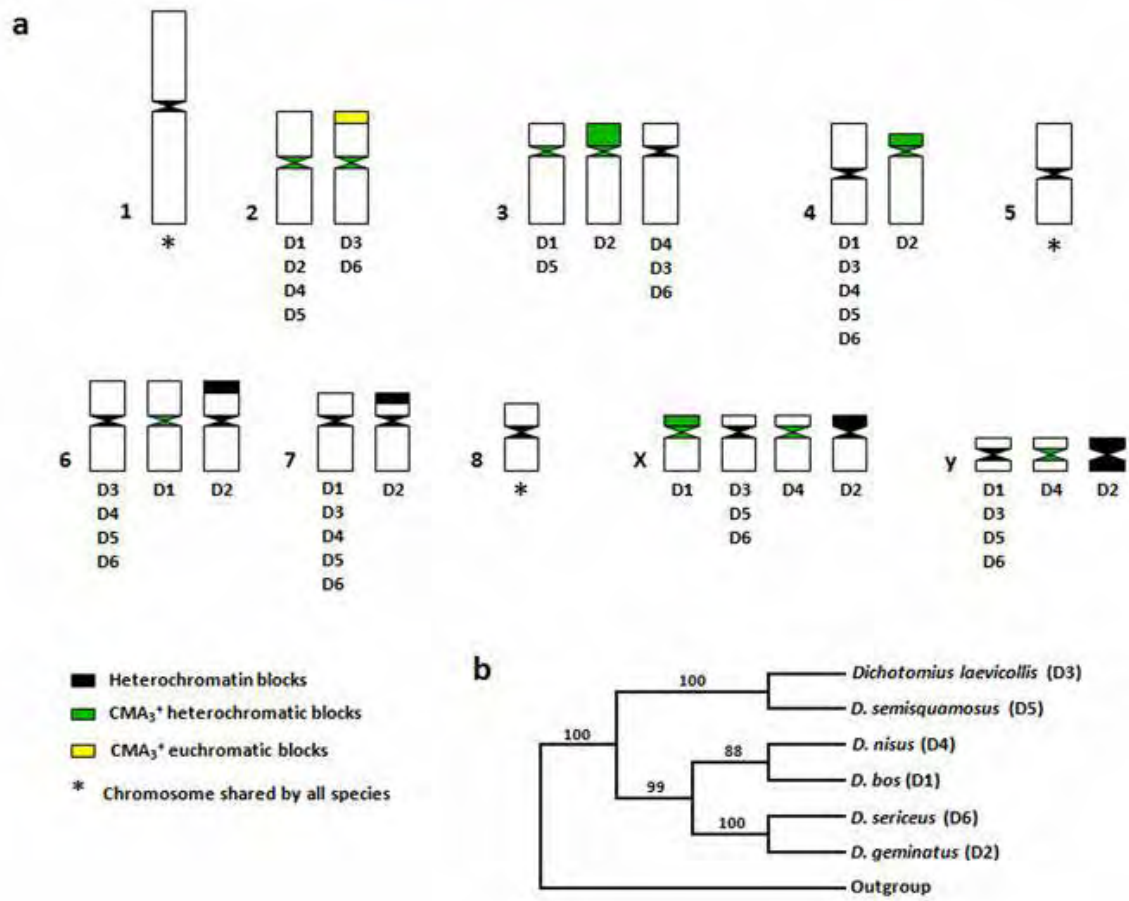 a
1
*
2
D1
D2
D4
D5
D3
D6
3
D1
D5
D2
D4
D3
D6
4
D1
D3
D4
D5
D6
D2
5
*
6
D3
D4
D5
D6
D1
D2
7
D1
D3
D4
D5
D6
D2
8
*
X
D1
D3
D5
D6
D4
D2
y
D1
D3
D5
D6
D4
D2
Heterochromatin blocks
CMA₃⁺ heterochromatic blocks
CMA₃⁺ euchromatic blocks
* Chromosome shared by all species
b
100
100
99
88
100
Dichotomius laevicollis (D3)
D. semisquamosus (D5)
D. nisus (D4)
D. bos (D1)
D. sericeus (D6)
D. geminatus (D2)
Outgroup